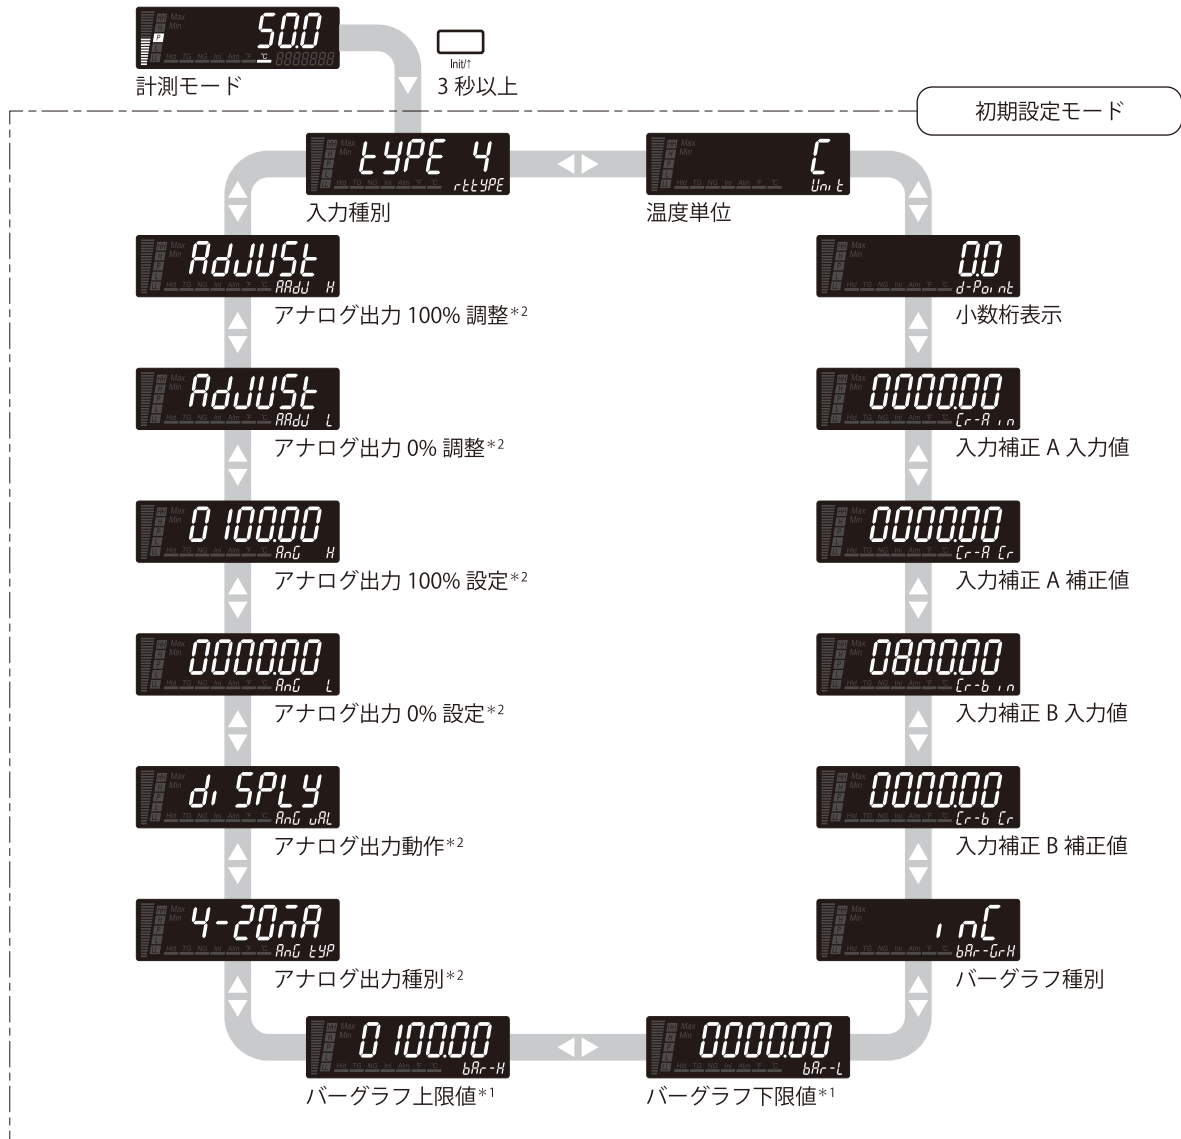 50.0
計測モード
Init/↑
3 秒以上
初期設定モード
tYPE 4
rttYPE
入力種別
C
Unit
温度単位
AdJUSt
AAdJ H
アナログ出力 100% 調整*2
0.0
d-Point
小数桁表示
AdJUSt
AAdJ L
アナログ出力 0% 調整*2
0000.00
Cr-A in
入力補正 A 入力値
0100.00
AnG H
アナログ出力 100% 設定*2
0000.00
Cr-A Cr
入力補正 A 補正値
0000.00
AnG L
アナログ出力 0% 設定*2
0800.00
Cr-b in
入力補正 B 入力値
di SPLY
AnG vAL
アナログ出力動作*2
0000.00
Cr-b Cr
入力補正 B 補正値
4-20mA
AnG tYP
アナログ出力種別*2
inC
bAr-GrH
バーグラフ種別
0100.00
bAr-H
バーグラフ上限値*1
0000.00
bAr-L
バーグラフ下限値*1